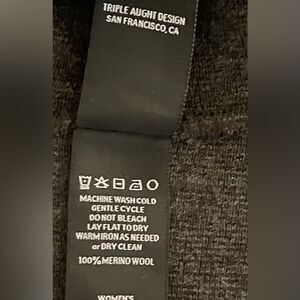 TRIPLE AUGHT DESIGN
SAN FRANCISCO, CA
MACHINE WASH COLD
GENTLE CYCLE
DO NOT BLEACH
LAY FLAT TO DRY
WARM IRON AS NEEDED
or DRY CLEAN
100% MERINO WOOL
WOMEN'S